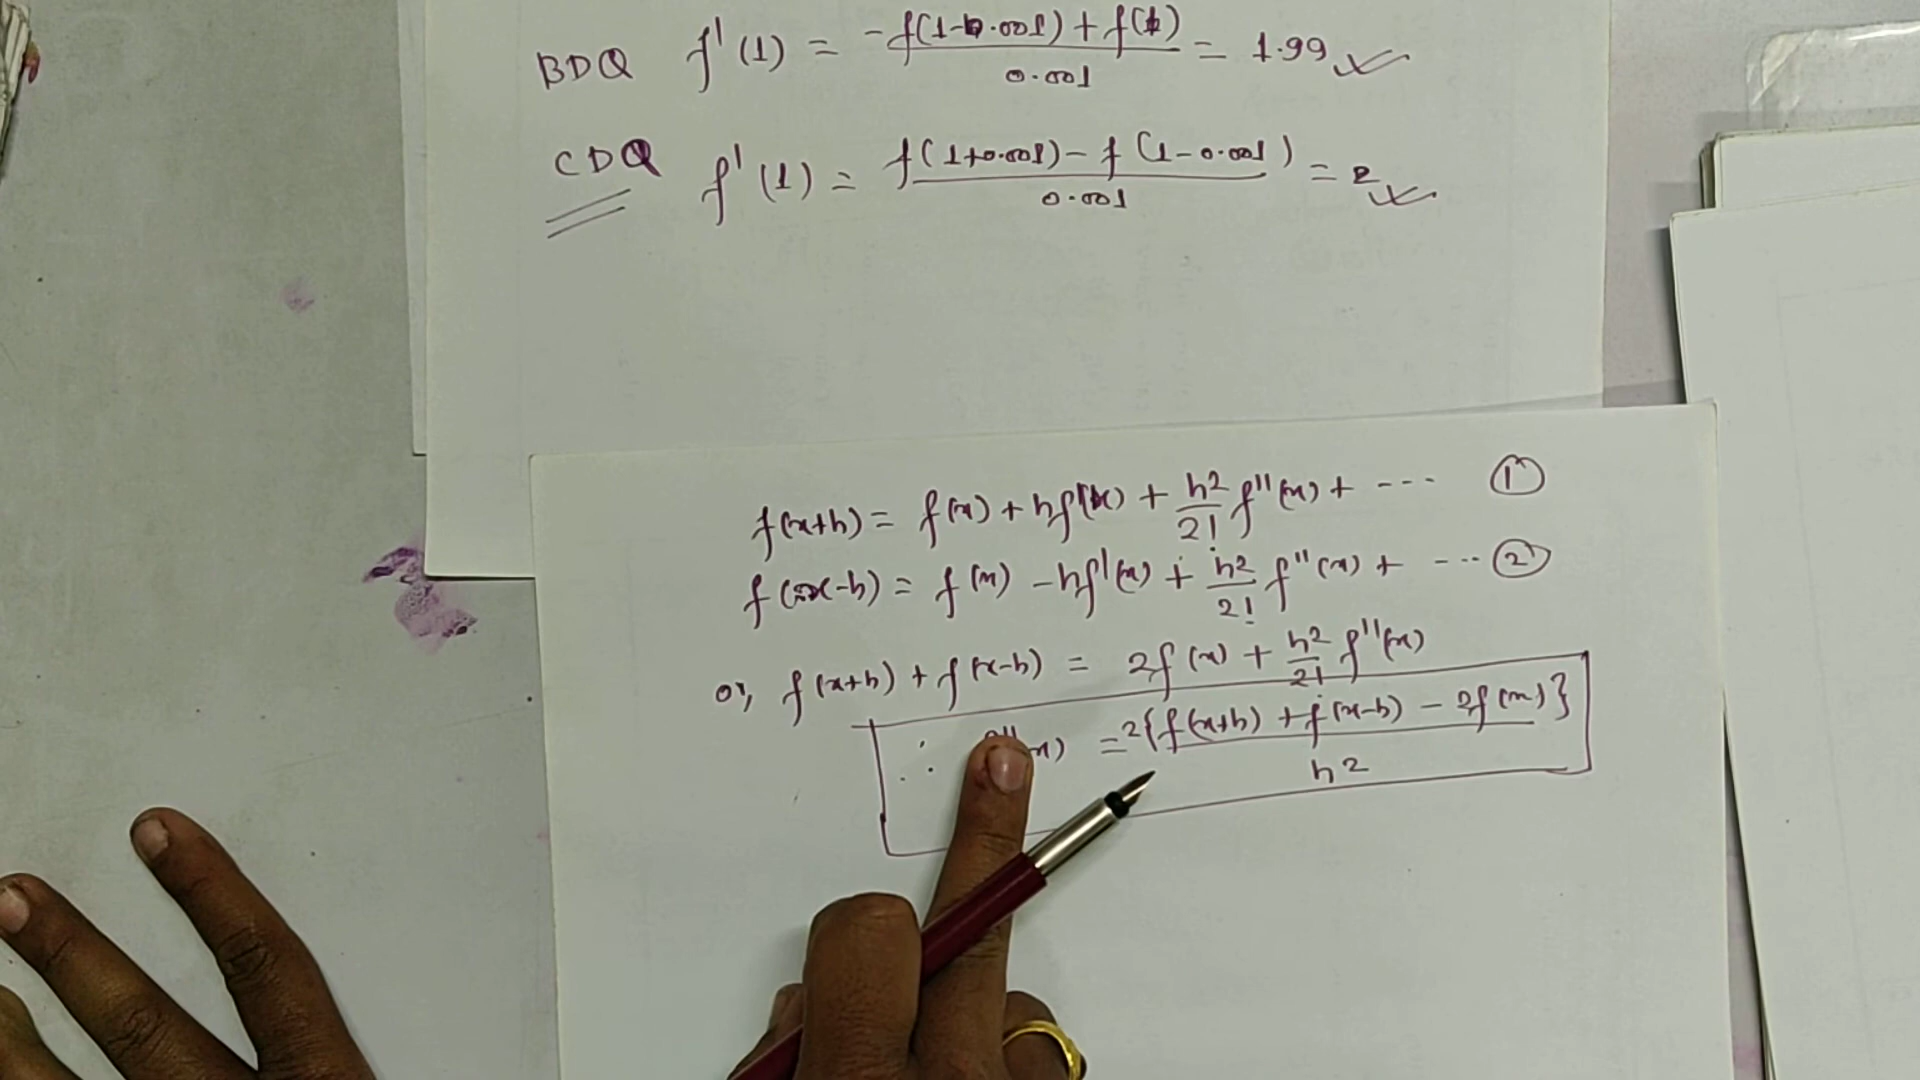 BDQ f'(1) = -f(1-0.001) + f(1) / 0.001 = 1.99
CDQ f'(1) = f(1+0.001) - f(1-0.001) / 0.001 = 2
f(x+h) = f(x) + hf'(x) + h²/2! f''(x) + --- ①
f(x-h) = f(x) - hf'(x) + h²/2! f''(x) + --- ②
or, f(x+h) + f(x-h) = 2f(x) + h²/2! f''(x)
∴ (x) = 2{f(x+h) + f(x-h) - 2f(x)} / h²